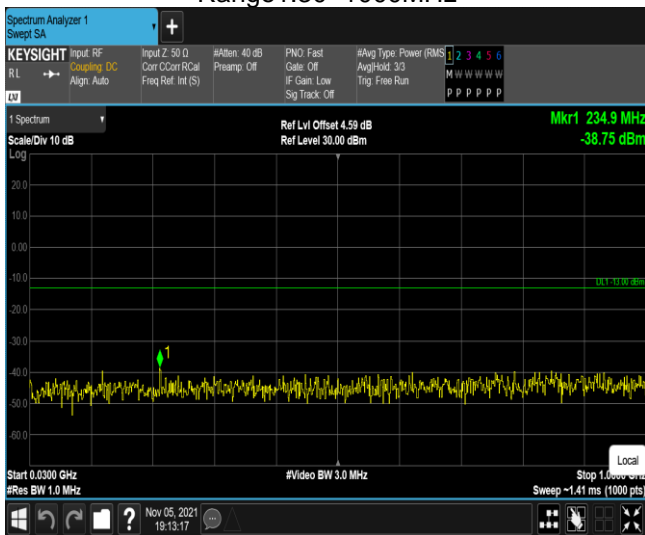 Spectrum Analyzer 1
Swept SA
+
KEYSIGHT
RL
Input: RF
Coupling: DC
Align: Auto
Input Z: 50 Ω
Corr CCorr RCal
Freq Ref: Int (S)
#Atten: 40 dB
Preamp: Off
PNO: Fast
Gate: Off
IF Gain: Low
Sig Track: Off
#Avg Type: Power (RMS
Avg|Hold: 3/3
Trig: Free Run
1 2 3 4 5 6
M W W W W W
P P P P P P
1 Spectrum
Scale/Div 10 dB
Ref Lvl Offset 4.59 dB
Ref Level 30.00 dBm
Mkr1 234.9 MHz
-38.75 dBm
Log
20.0
10.0
0.00
-10.0
DL1 -13.00 dBm
-20.0
-30.0
1
-40.0
-50.0
-60.0
Local
Start 0.0300 GHz
#Video BW 3.0 MHz
Stop 1.0000 GHz
#Res BW 1.0 MHz
Sweep ~1.41 ms (1000 pts)
?
Nov 05, 2021
19:13:17